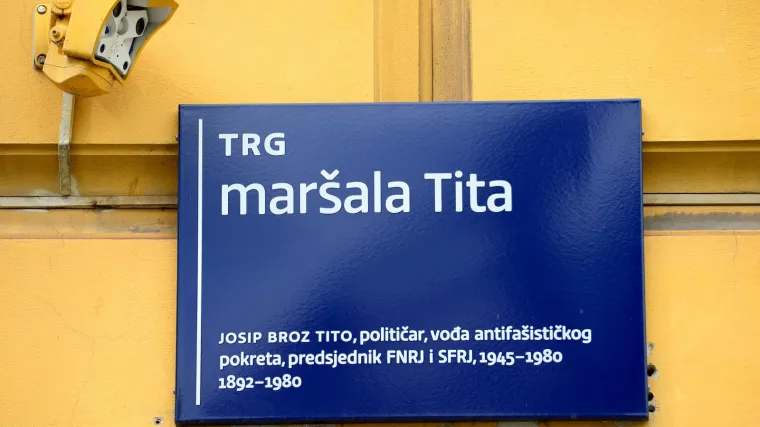 TRG
maršala Tita
JOSIP BROZ TITO, političar, vođa antifašističkog
pokreta, predsjednik FNRJ i SFRJ, 1945–1980
1892–1980